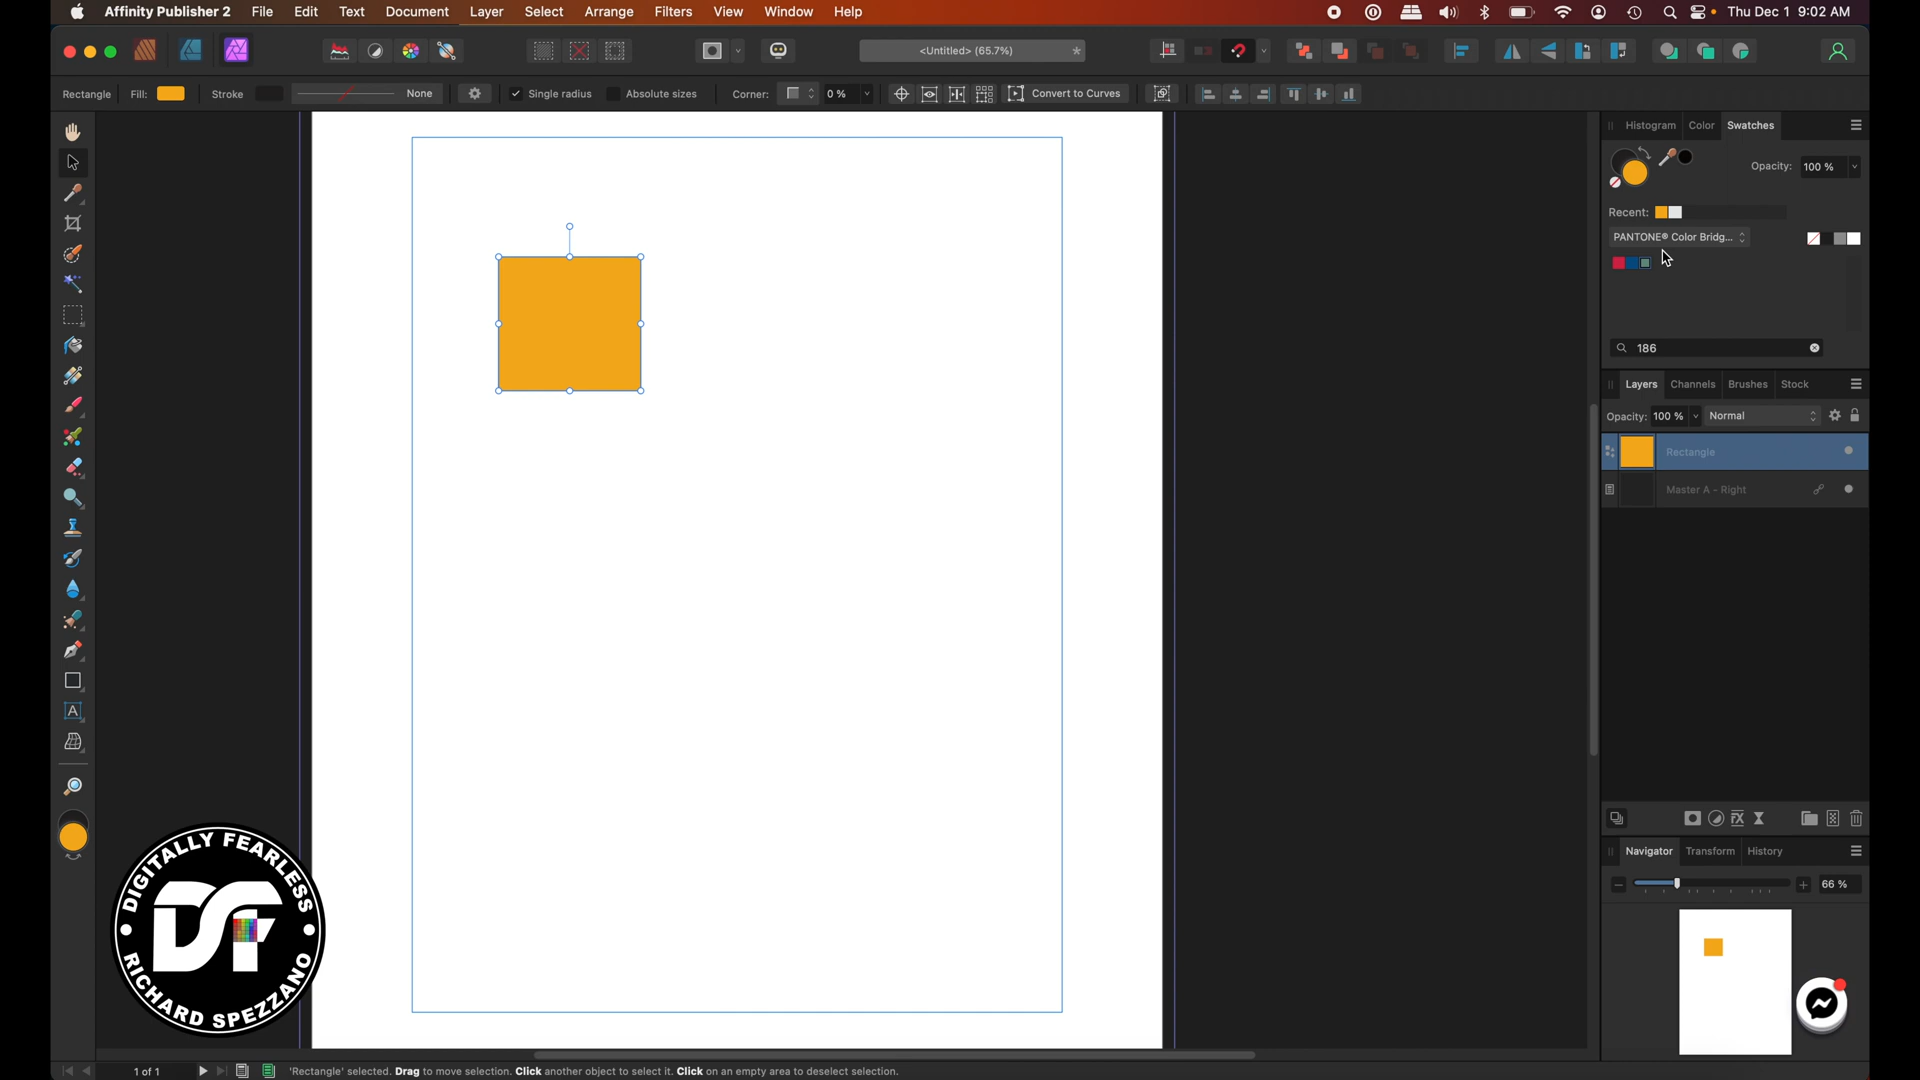 Affinity Publisher 2 File Edit Text Document Layer Select Arrange Filters View Window Help Thu Dec 1 9:02 AM
<Untitled> (65.7%) *
Rectangle Fill: Stroke None Single radius Absolute sizes Corner: 0 % Convert to Curves
Histogram Color Swatches
Opacity: 100 %
Recent:
PANTONE® Color Bridg...
186
Layers Channels Brushes Stock
Opacity: 100 % Normal
Rectangle
Master A - Right
FX
Navigator Transform History
66 %
A
DIGITALLY FEARLESS
DSF
RICHARD SPEZZANO
1 of 1 'Rectangle' selected. Drag to move selection. Click another object to select it. Click on an empty area to deselect selection.